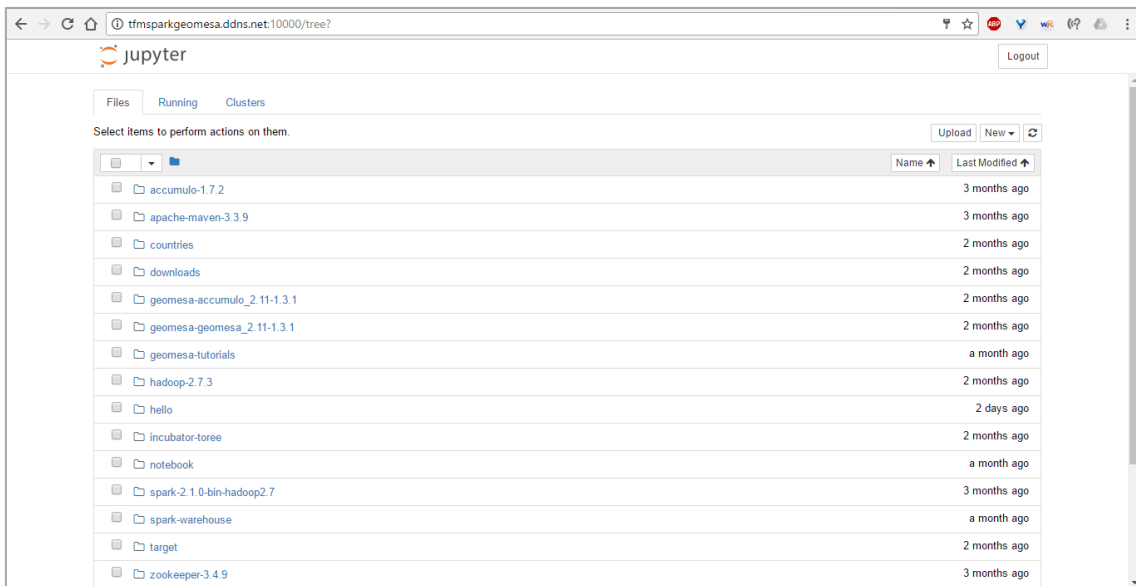 tfmsparkgeomesa.ddns.net:10000/tree?
ABP
jupyter
Logout
Files Running Clusters
Select items to perform actions on them.
Upload New
Name Last Modified
accumulo-1.7.2 3 months ago
apache-maven-3.3.9 3 months ago
countries 2 months ago
downloads 2 months ago
geomesa-accumulo_2.11-1.3.1 2 months ago
geomesa-geomesa_2.11-1.3.1 2 months ago
geomesa-tutorials a month ago
hadoop-2.7.3 2 months ago
hello 2 days ago
incubator-toree 2 months ago
notebook a month ago
spark-2.1.0-bin-hadoop2.7 3 months ago
spark-warehouse a month ago
target 2 months ago
zookeeper-3.4.9 3 months ago